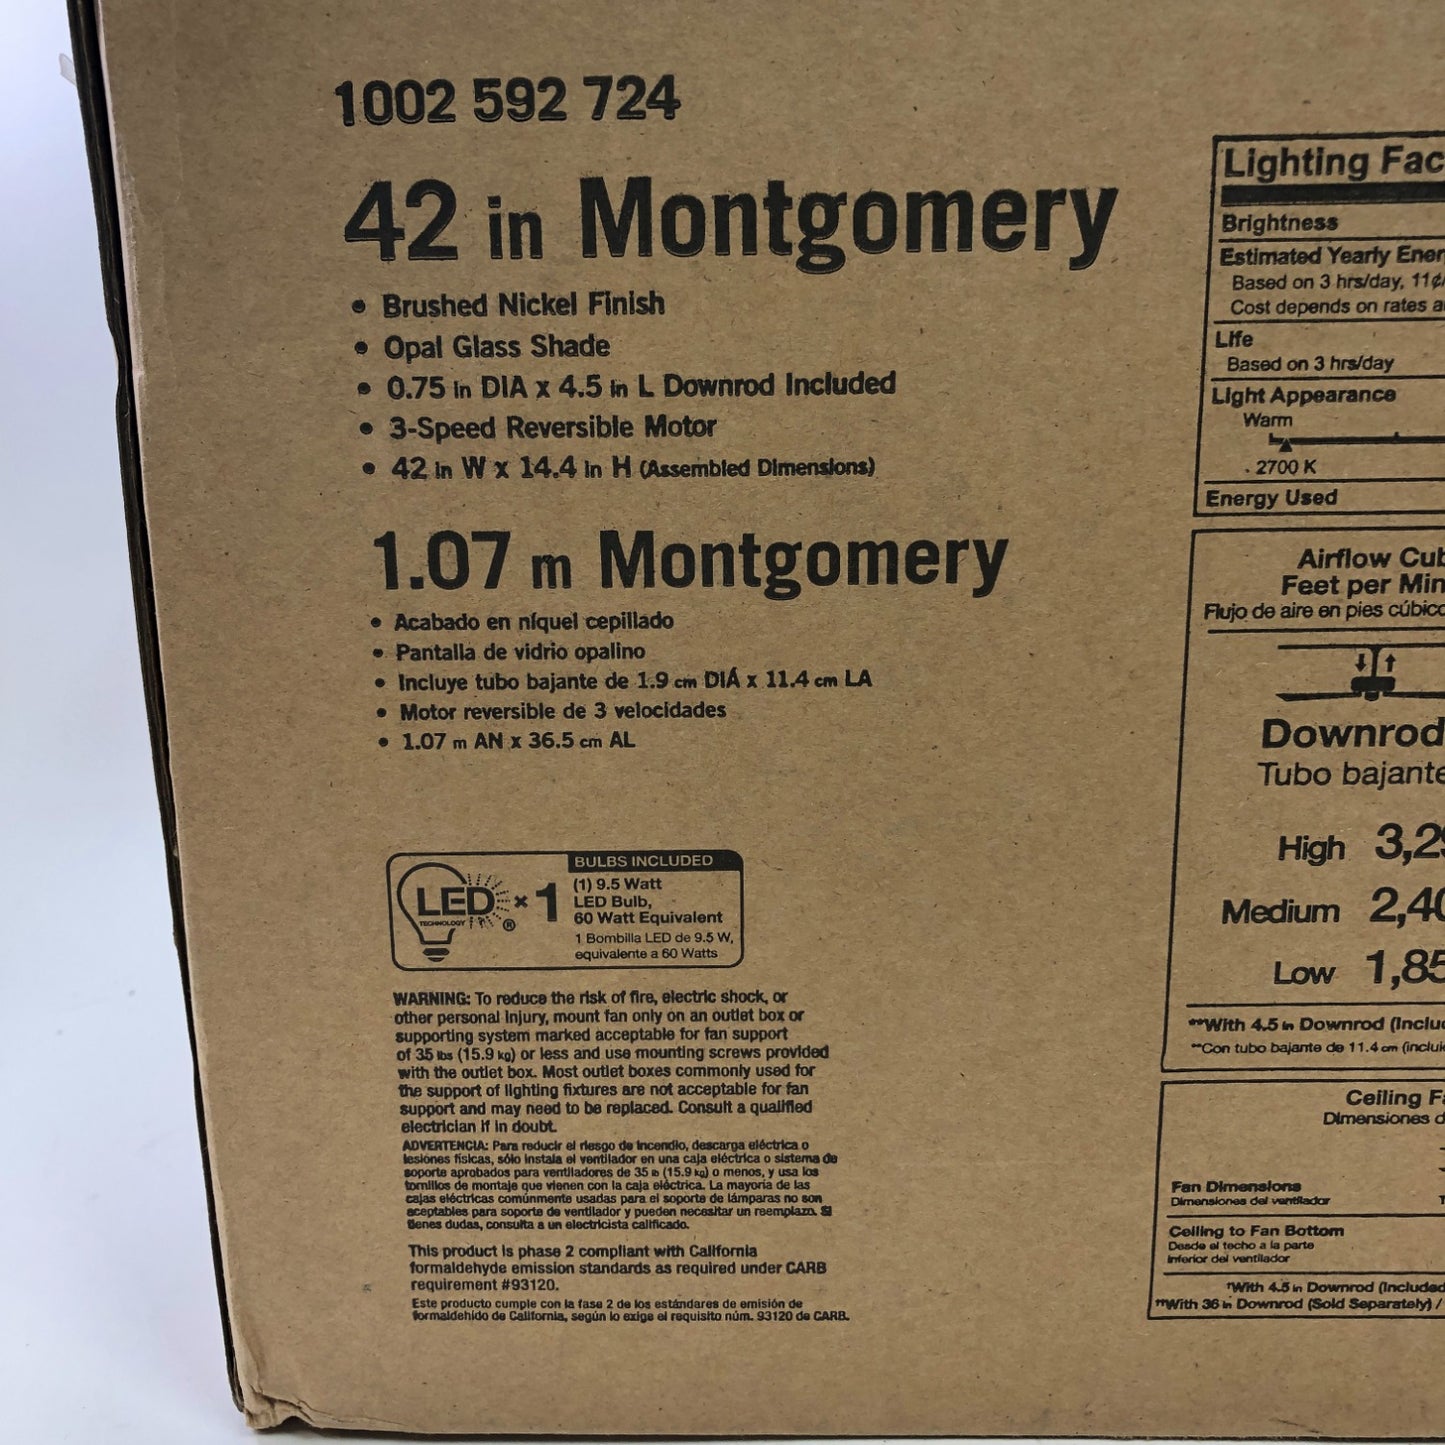 1002 592 724
42 in Montgomery
• Brushed Nickel Finish
• Opal Glass Shade
• 0.75 in DIA x 4.5 in L Downrod Included
• 3-Speed Reversible Motor
• 42 in W x 14.4 in H (Assembled Dimensions)
1.07 m Montgomery
• Acabado en níquel cepillado
• Pantalla de vidrio opalino
• Incluye tubo bajante de 1.9 cm DIÁ x 11.4 cm LA
• Motor reversible de 3 velocidades
• 1.07 m AN x 36.5 cm AL
LED × 1
TECHNOLOGY
®
BULBS INCLUDED
(1) 9.5 Watt
LED Bulb,
60 Watt Equivalent
1 Bombilla LED de 9.5 W,
equivalente a 60 Watts
WARNING: To reduce the risk of fire, electric shock, or
other personal injury, mount fan only on an outlet box or
supporting system marked acceptable for fan support
of 35 lbs (15.9 kg) or less and use mounting screws provided
with the outlet box. Most outlet boxes commonly used for
the support of lighting fixtures are not acceptable for fan
support and may need to be replaced. Consult a qualified
electrician if in doubt.
ADVERTENCIA: Para reducir el riesgo de incendio, descarga eléctrica o
lesiones físicas, sólo instala el ventilador en una caja eléctrica o sistema de
soporte aprobados para ventiladores de 35 lb (15.9 kg) o menos, y usa los
tornillos de montaje que vienen con la caja eléctrica. La mayoría de las
cajas eléctricas comúnmente usadas para el soporte de lámparas no son
aceptables para soporte de ventilador y pueden necesitar un reemplazo. Si
tienes dudas, consulta a un electricista calificado.
This product is phase 2 compliant with California
formaldehyde emission standards as required under CARB
requirement #93120.
Este producto cumple con la fase 2 de los estándares de emisión de
formaldehído de California, según lo exige el requisito núm. 93120 de CARB.
Lighting Fac
Brightness
Estimated Yearly Ener
Based on 3 hrs/day, 11¢/
Cost depends on rates a
Life
Based on 3 hrs/day
Light Appearance
Warm
2700 K
Energy Used
Airflow Cub
Feet per Min
Flujo de aire en pies cúbico
Downrod
Tubo bajante
High 3,29
Medium 2,40
Low 1,85
**With 4.5 in Downrod (Includ
**Con tubo bajante de 11.4 cm (inclui
Ceiling Fa
Dimensiones d
Fan Dimensions
Dimensiones del ventilador
Ceiling to Fan Bottom
Desde el techo a la parte
inferior del ventilador
†With 4.5 in Downrod (Included
††With 36 in Downrod (Sold Separately) /